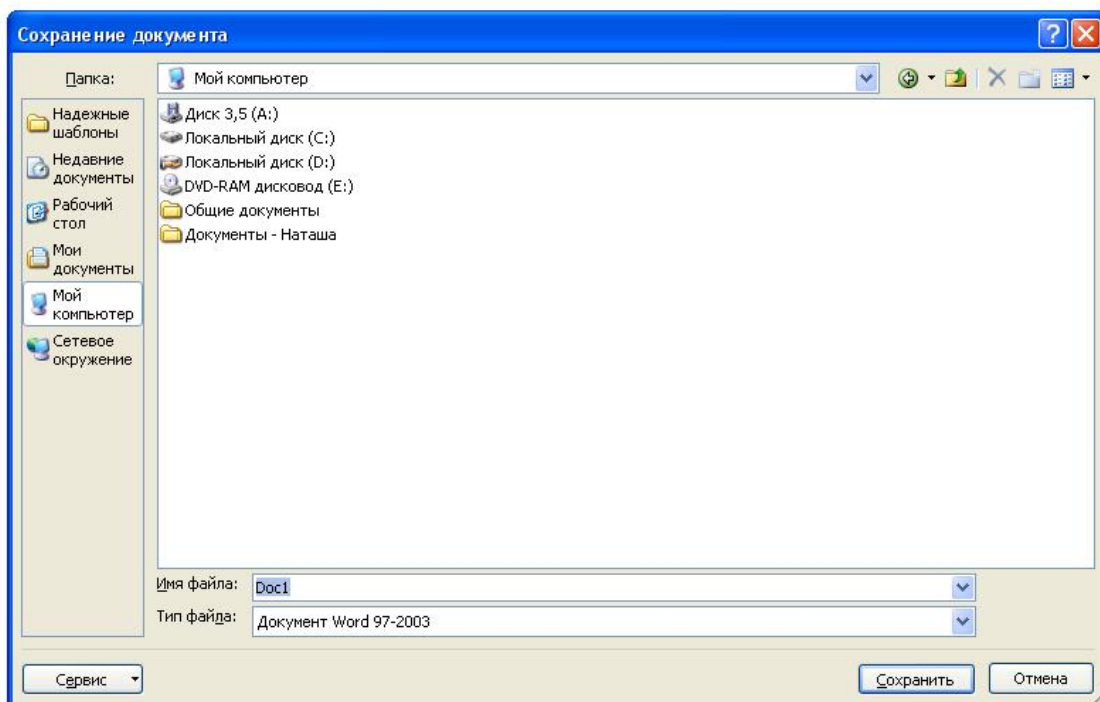 Сохранение документа
Папка:
Мой компьютер
Надежные
шаблоны
Недавние
документы
Рабочий
стол
Мои
документы
Мой
компьютер
Сетевое
окружение
Диск 3,5 (A:)
Локальный диск (C:)
Локальный диск (D:)
DVD-RAM дисковод (E:)
Общие документы
Документы - Наташа
Имя файла:
Doc1
Тип файла:
Документ Word 97-2003
Сервис
Сохранить
Отмена